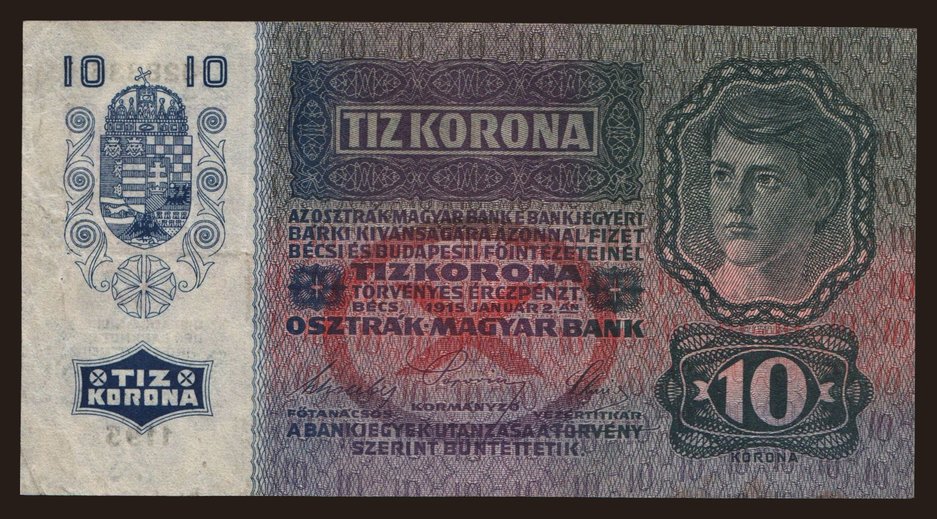 10 10
TIZ KORONA
AZ OSZTRÁK-MAGYAR BANK E BANKJEGYÉRT
BÁRKI KIVÁNSÁGÁRA AZONNAL FIZET
BÉCSI ÉS BUDAPESTI FŐINTÉZETEINÉL
TIZ KORONA
TÖRVÉNYES ÉRCZPÉNZT.
BÉCS, 1915 JANUÁR 2-ÁN
OSZTRÁK-MAGYAR BANK
FŐTANÁCSOS KORMÁNYZÓ VEZÉRTITKÁR
A BANKJEGYEK UTÁNZÁSA A TÖRVÉNY
SZERINT BÜNTETTETIK.
TIZ
KORONA
10
KORONA